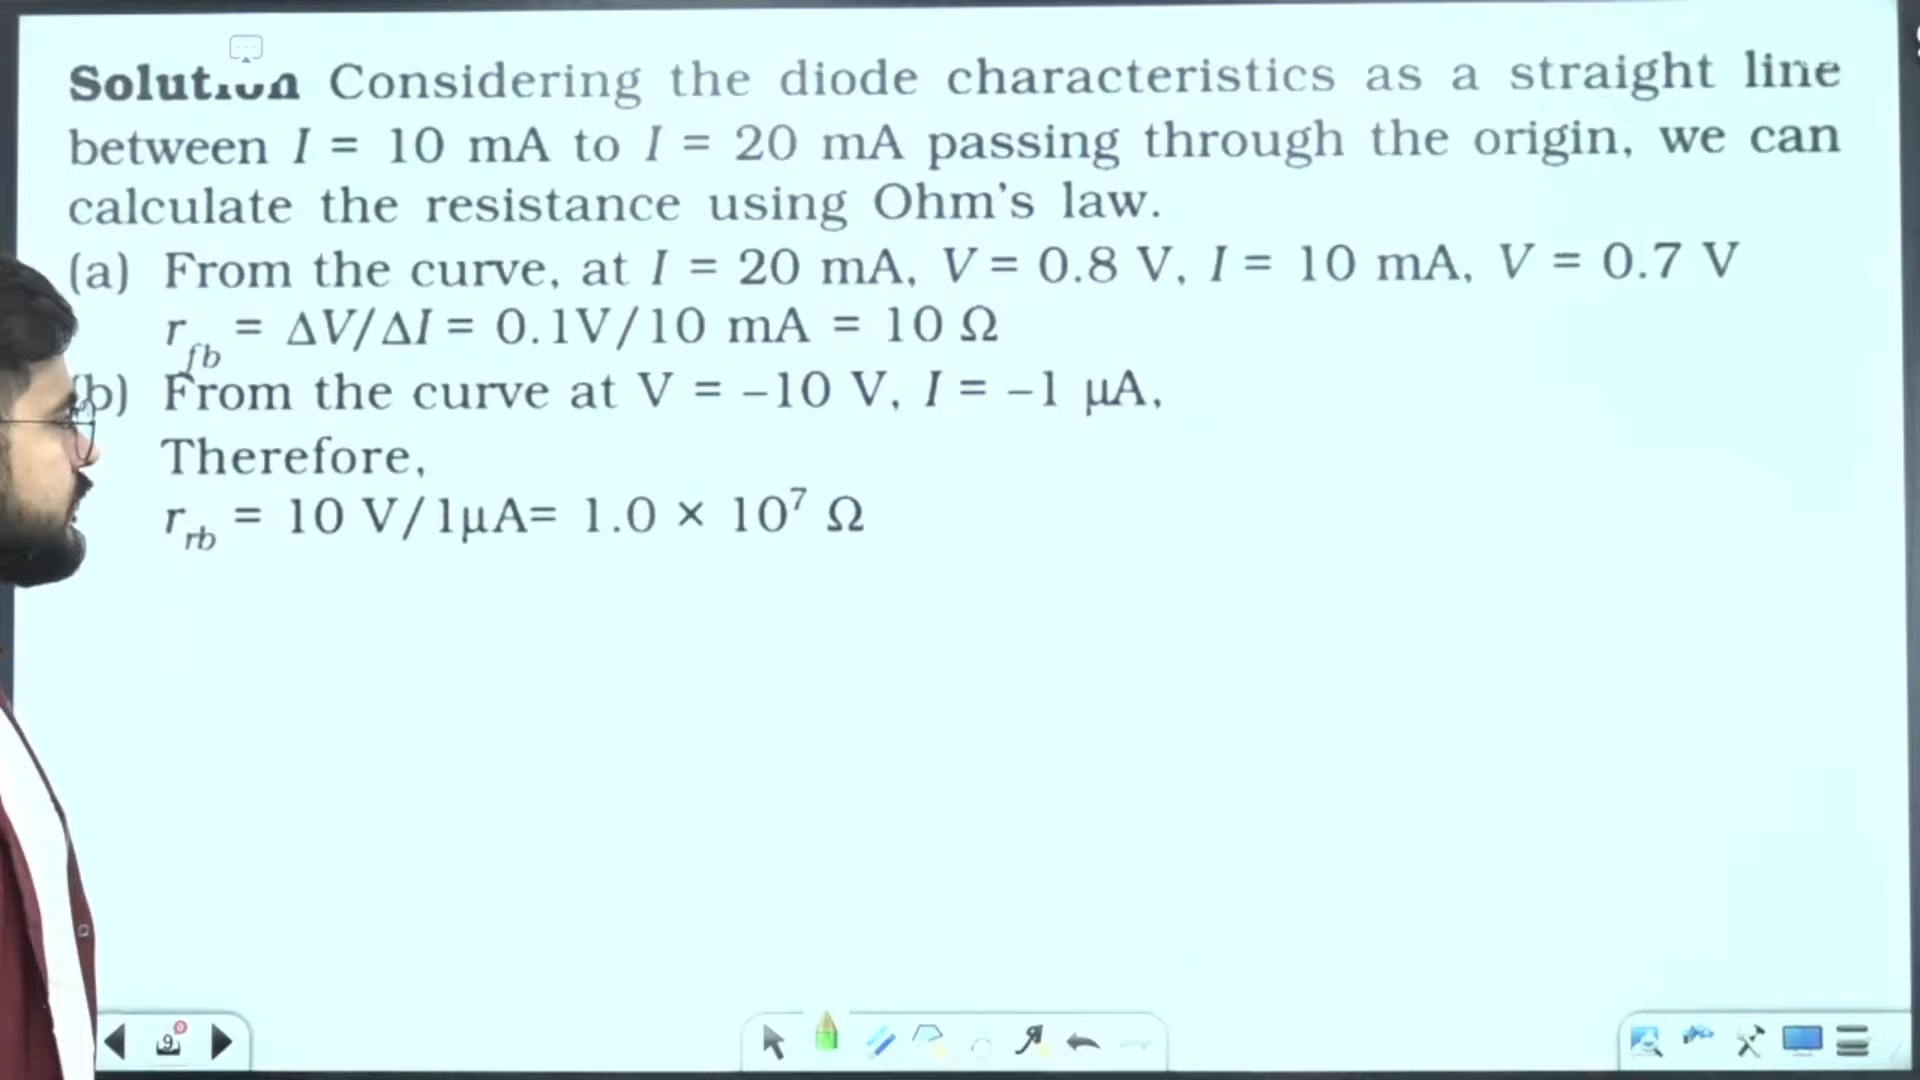 Solution Considering the diode characteristics as a straight line
between I = 10 mA to I = 20 mA passing through the origin, we can
calculate the resistance using Ohm's law.
(a) From the curve, at I = 20 mA, V = 0.8 V, I = 10 mA, V = 0.7 V
r_fb = ΔV/ΔI = 0.1V/10 mA = 10 Ω
(b) From the curve at V = –10 V, I = –1 μA,
Therefore,
r_rb = 10 V/1μA= 1.0 × 10⁷ Ω
9